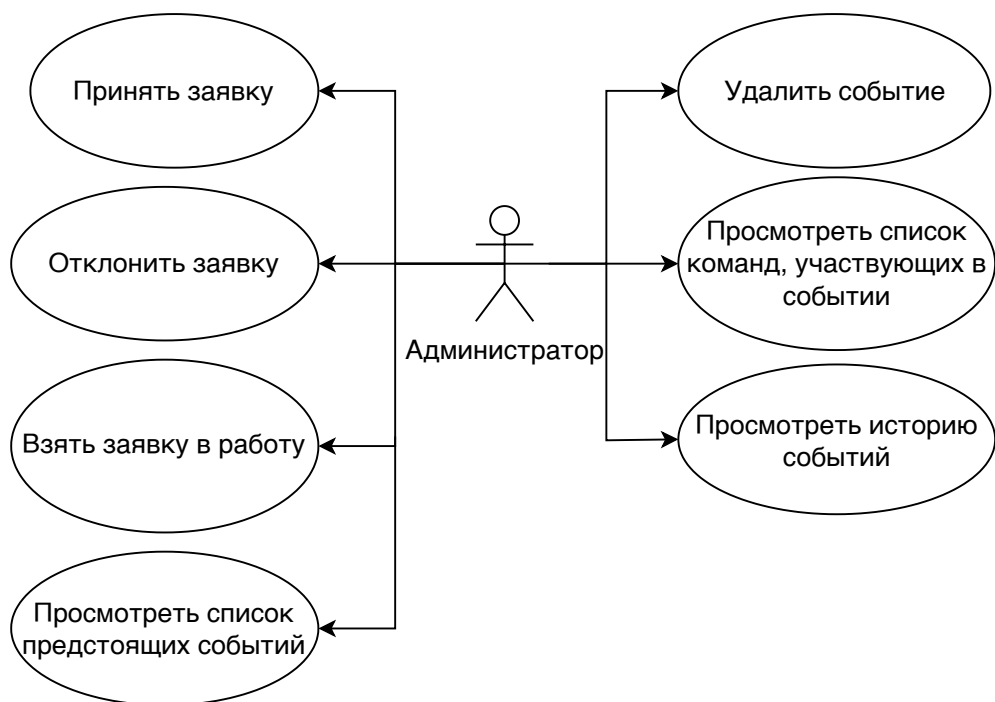 Принять заявку
Удалить событие
Отклонить заявку
Просмотреть список
команд, участвующих в
событии
Администратор
Взять заявку в работу
Просмотреть историю
событий
Просмотреть список
предстоящих событий